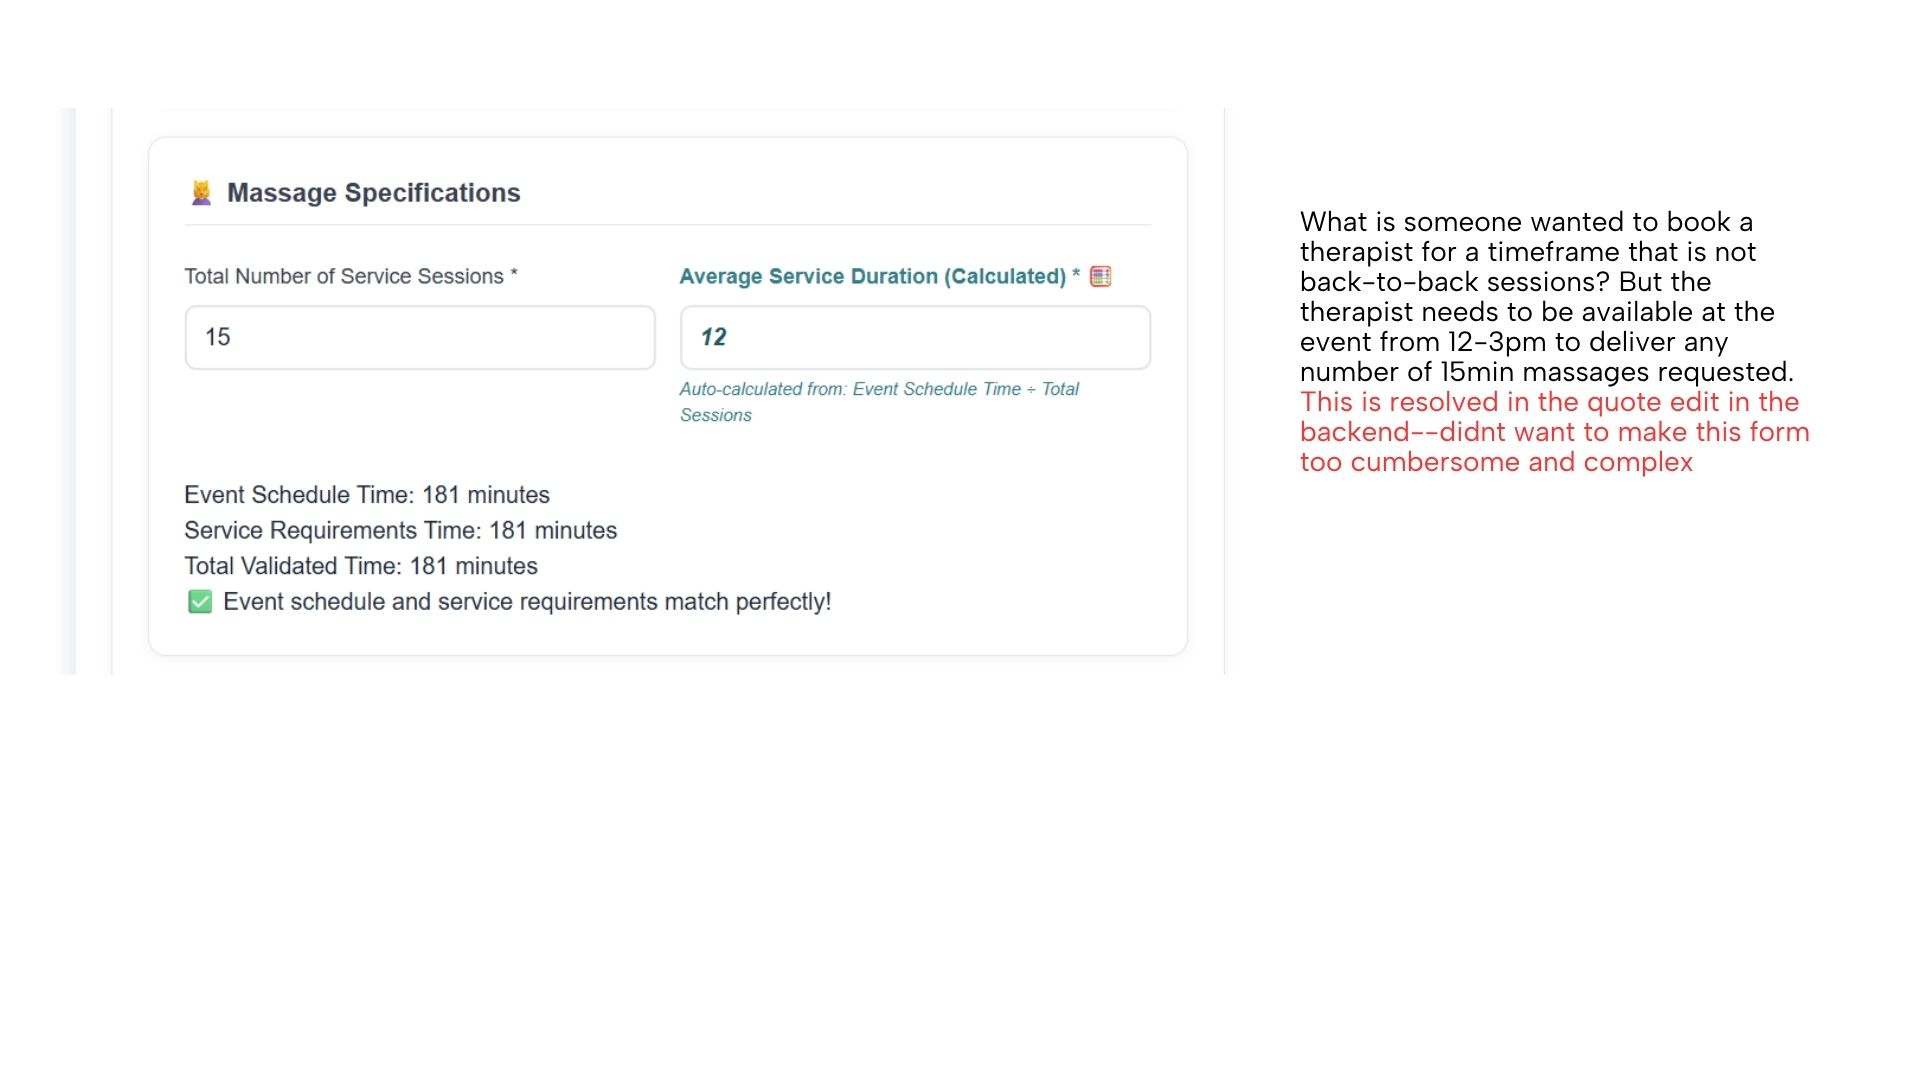 Massage Specifications
Total Number of Service Sessions *
Average Service Duration (Calculated) *
15
12
Auto-calculated from: Event Schedule Time ÷ Total
Sessions
Event Schedule Time: 181 minutes
Service Requirements Time: 181 minutes
Total Validated Time: 181 minutes
Event schedule and service requirements match perfectly!
What is someone wanted to book a
therapist for a timeframe that is not
back-to-back sessions? But the
therapist needs to be available at the
event from 12-3pm to deliver any
number of 15min massages requested.
This is resolved in the quote edit in the
backend--didnt want to make this form
too cumbersome and complex